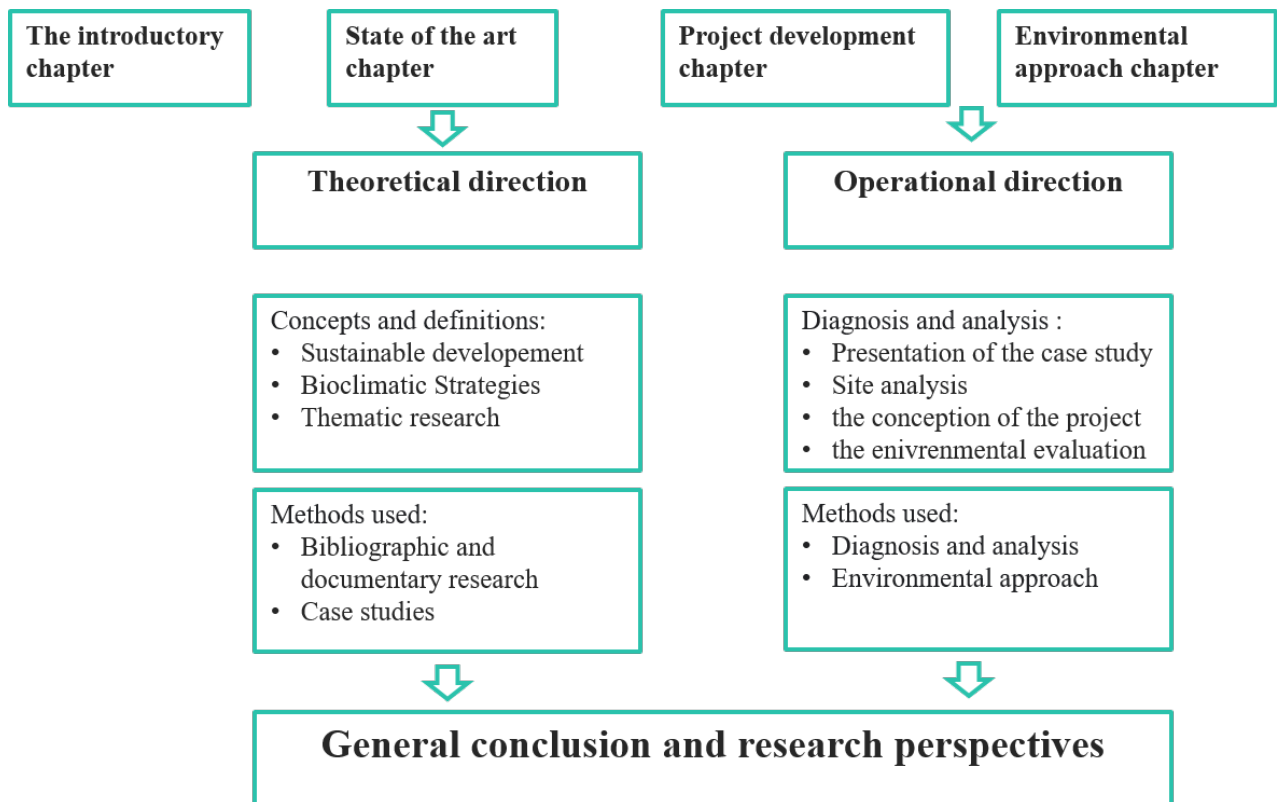 The introductory
chapter
State of the art
chapter
Project development
chapter
Environmental
approach chapter
Theoretical direction
Operational direction
Concepts and definitions:
• Sustainable developement
• Bioclimatic Strategies
• Thematic research
Diagnosis and analysis :
• Presentation of the case study
• Site analysis
• the conception of the project
• the enivrenmental evaluation
Methods used:
• Bibliographic and
documentary research
• Case studies
Methods used:
• Diagnosis and analysis
• Environmental approach
General conclusion and research perspectives